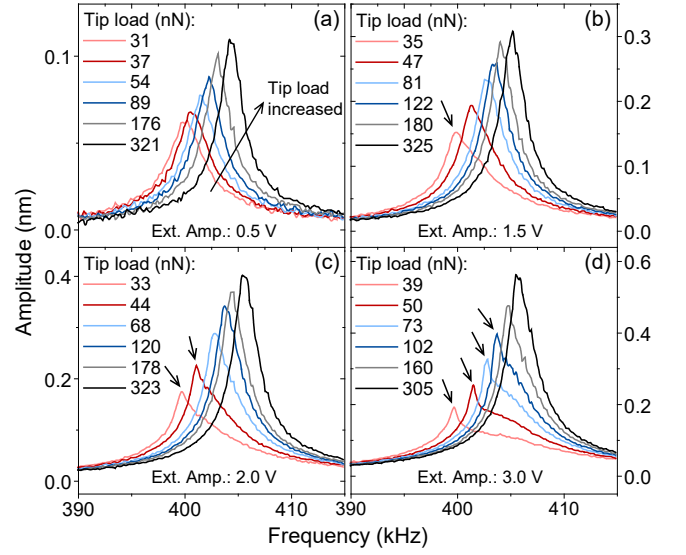 (a)
Tip load (nN):
31
37
54
89
176
321
Tip load
increased
Ext. Amp.: 0.5 V
0.1
0.0
(b)
Tip load (nN):
35
47
81
122
180
325
Ext. Amp.: 1.5 V
0.3
0.2
0.1
0.0
(c)
Tip load (nN):
33
44
68
120
178
323
Ext. Amp.: 2.0 V
0.4
0.2
0.0
390
400
410
(d)
Tip load (nN):
39
50
73
102
160
305
Ext. Amp.: 3.0 V
0.6
0.4
0.2
0.0
390
400
410
Amplitude (nm)
Frequency (kHz)